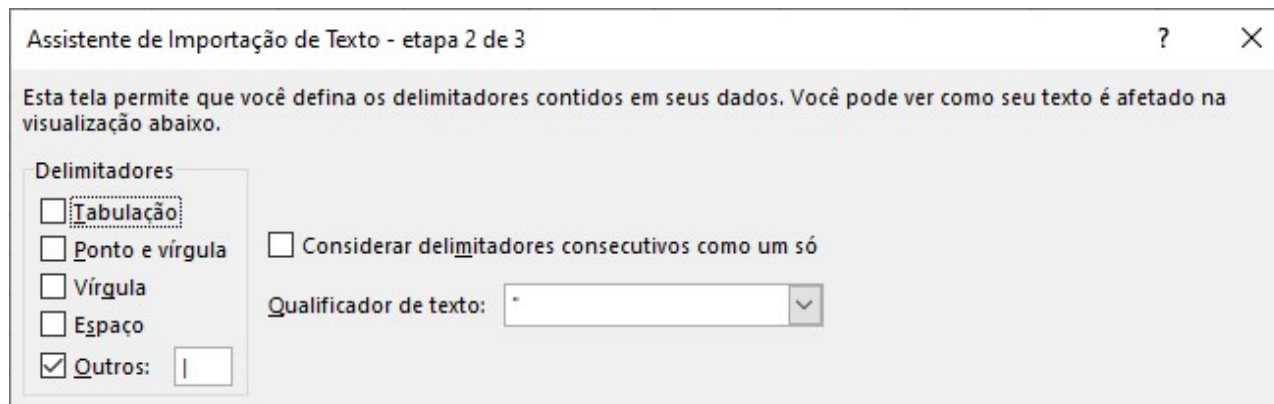 Assistente de Importação de Texto - etapa 2 de 3 ?
Esta tela permite que você defina os delimitadores contidos em seus dados. Você pode ver como seu texto é afetado na
visualização abaixo.
Delimitadores
Tabulação
Ponto e vírgula
Vírgula
Espaço
Outros: |
Considerar delimitadores consecutivos como um só
Qualificador de texto: "